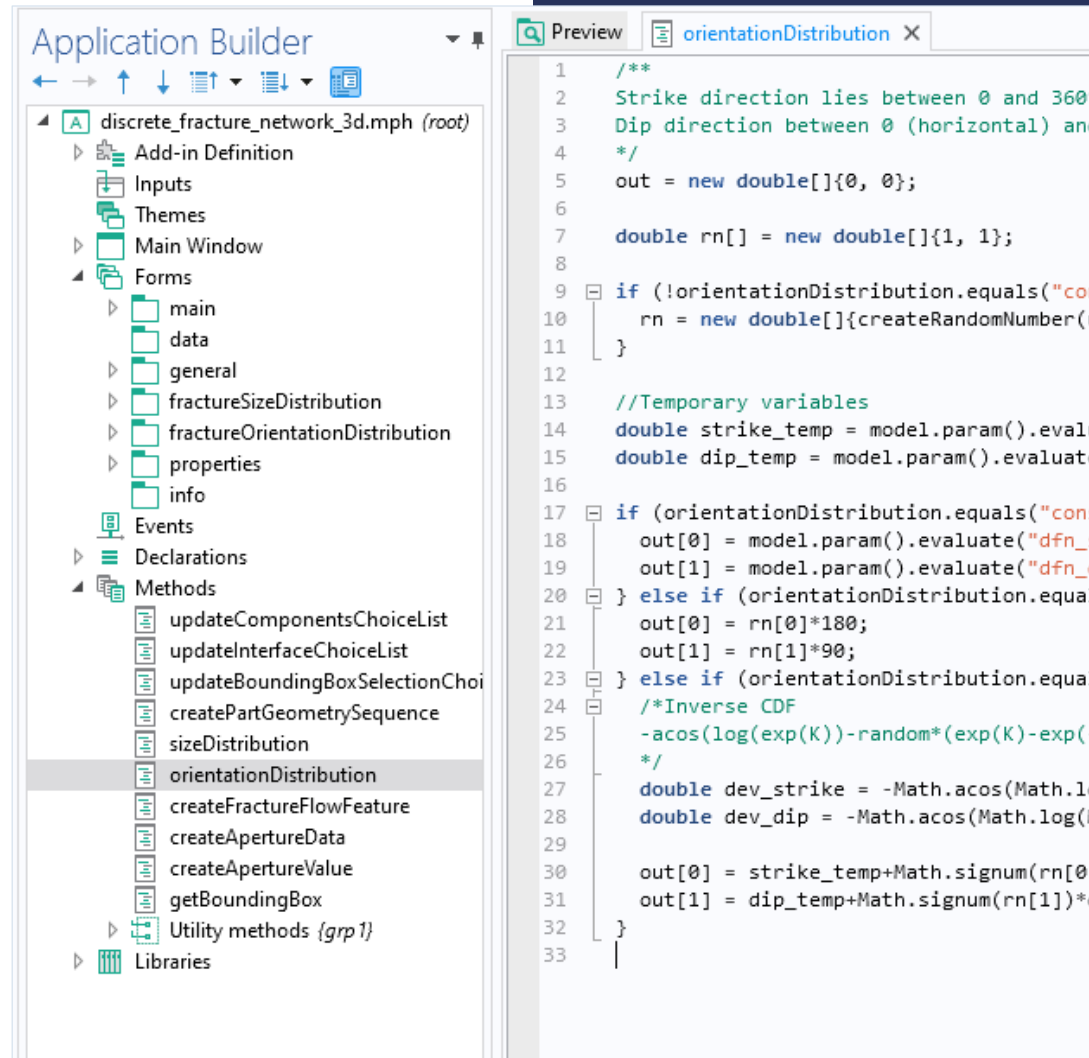 Application Builder
discrete_fracture_network_3d.mph (root)
Add-in Definition
Inputs
Themes
Main Window
Forms
main
data
general
fractureSizeDistribution
fractureOrientationDistribution
properties
info
Events
Declarations
Methods
updateComponentsChoiceList
updateInterfaceChoiceList
updateBoundingBoxSelectionChoi
createPartGeometrySequence
sizeDistribution
orientationDistribution
createFractureFlowFeature
createApertureData
createApertureValue
getBoundingBox
Utility methods {grp1}
Libraries
Preview orientationDistribution
1 /**
2 Strike direction lies between 0 and 360
3 Dip direction between 0 (horizontal) an
4 */
5 out = new double[]{0, 0};
6
7 double rn[] = new double[]{1, 1};
8
9 if (!orientationDistribution.equals("co
10 rn = new double[]{createRandomNumber(
11 }
12
13 //Temporary variables
14 double strike_temp = model.param().eval
15 double dip_temp = model.param().evaluat
16
17 if (orientationDistribution.equals("con
18 out[0] = model.param().evaluate("dfn_
19 out[1] = model.param().evaluate("dfn_
20 } else if (orientationDistribution.equa
21 out[0] = rn[0]*180;
22 out[1] = rn[1]*90;
23 } else if (orientationDistribution.equa
24 /*Inverse CDF
25 -acos(log(exp(K))-random*(exp(K)-exp(
26 */
27 double dev_strike = -Math.acos(Math.l
28 double dev_dip = -Math.acos(Math.log(
29
30 out[0] = strike_temp+Math.signum(rn[0
31 out[1] = dip_temp+Math.signum(rn[1])*
32 }
33